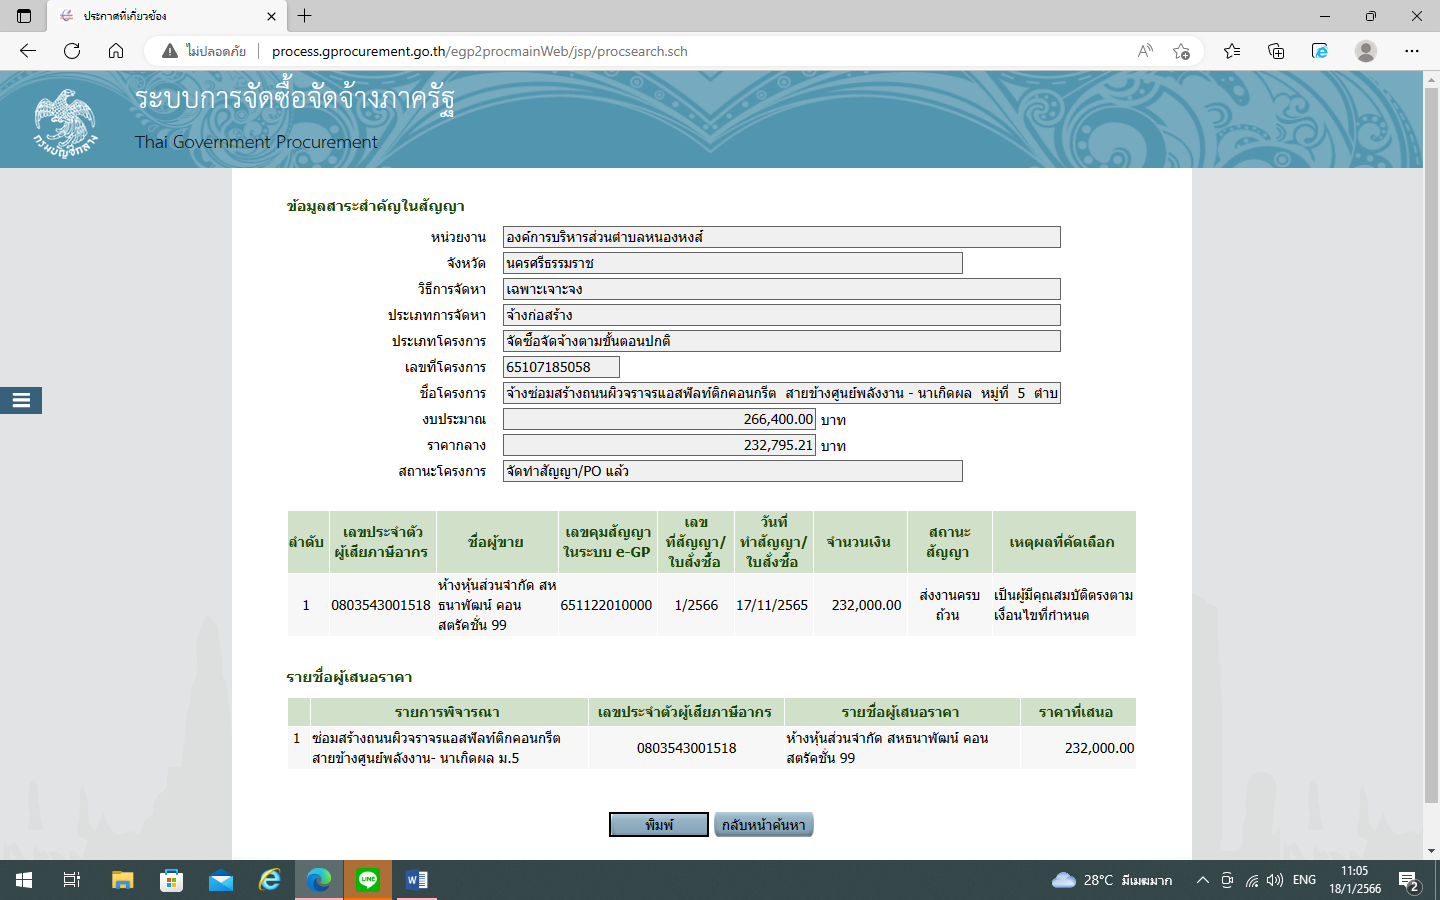 ประกาศที่เกี่ยวข้อง
ไม่ปลอดภัย
process.gprocurement.go.th/egp2procmainWeb/jsp/procsearch.sch
ระบบการจัดซื้อจัดจ้างภาครัฐ
Thai Government Procurement
กรมบัญชีกลาง
ข้อมูลสาระสำคัญในสัญญา
หน่วยงาน องค์การบริหารส่วนตำบลหนองหงส์
จังหวัด นครศรีธรรมราช
วิธีการจัดหา เฉพาะเจาะจง
ประเภทการจัดหา จ้างก่อสร้าง
ประเภทโครงการ จัดซื้อจัดจ้างตามขั้นตอนปกติ
เลขที่โครงการ 65107185058
ชื่อโครงการ จ้างซ่อมสร้างถนนผิวจราจรแอสฟัลท์ติกคอนกรีต สายข้างศูนย์พลังงาน - นาเกิดผล หมู่ที่ 5 ตำบ
งบประมาณ 266,400.00 บาท
ราคากลาง 232,795.21 บาท
สถานะโครงการ จัดทำสัญญา/PO แล้ว
ลำดับ เลขประจำตัวผู้เสียภาษีอากร ชื่อผู้ขาย เลขคุมสัญญาในระบบ e-GP เลขที่สัญญา/ใบสั่งซื้อ วันที่ทำสัญญา/ใบสั่งซื้อ จำนวนเงิน สถานะสัญญา เหตุผลที่คัดเลือก
1 0803543001518 ห้างหุ้นส่วนจำกัด สหธนาพัฒน์ คอนสตรัคชั่น 99 651122010000 1/2566 17/11/2565 232,000.00 ส่งงานครบถ้วน เป็นผู้มีคุณสมบัติตรงตามเงื่อนไขที่กำหนด
รายชื่อผู้เสนอราคา
รายการพิจารณา เลขประจำตัวผู้เสียภาษีอากร รายชื่อผู้เสนอราคา ราคาที่เสนอ
1 ซ่อมสร้างถนนผิวจราจรแอสฟัลท์ติกคอนกรีต สายข้างศูนย์พลังงาน- นาเกิดผล ม.5 0803543001518 ห้างหุ้นส่วนจำกัด สหธนาพัฒน์ คอนสตรัคชั่น 99 232,000.00
พิมพ์ กลับหน้าค้นหา
LINE
28°C มีเมฆมาก
ENG
11:05
18/1/2566
2